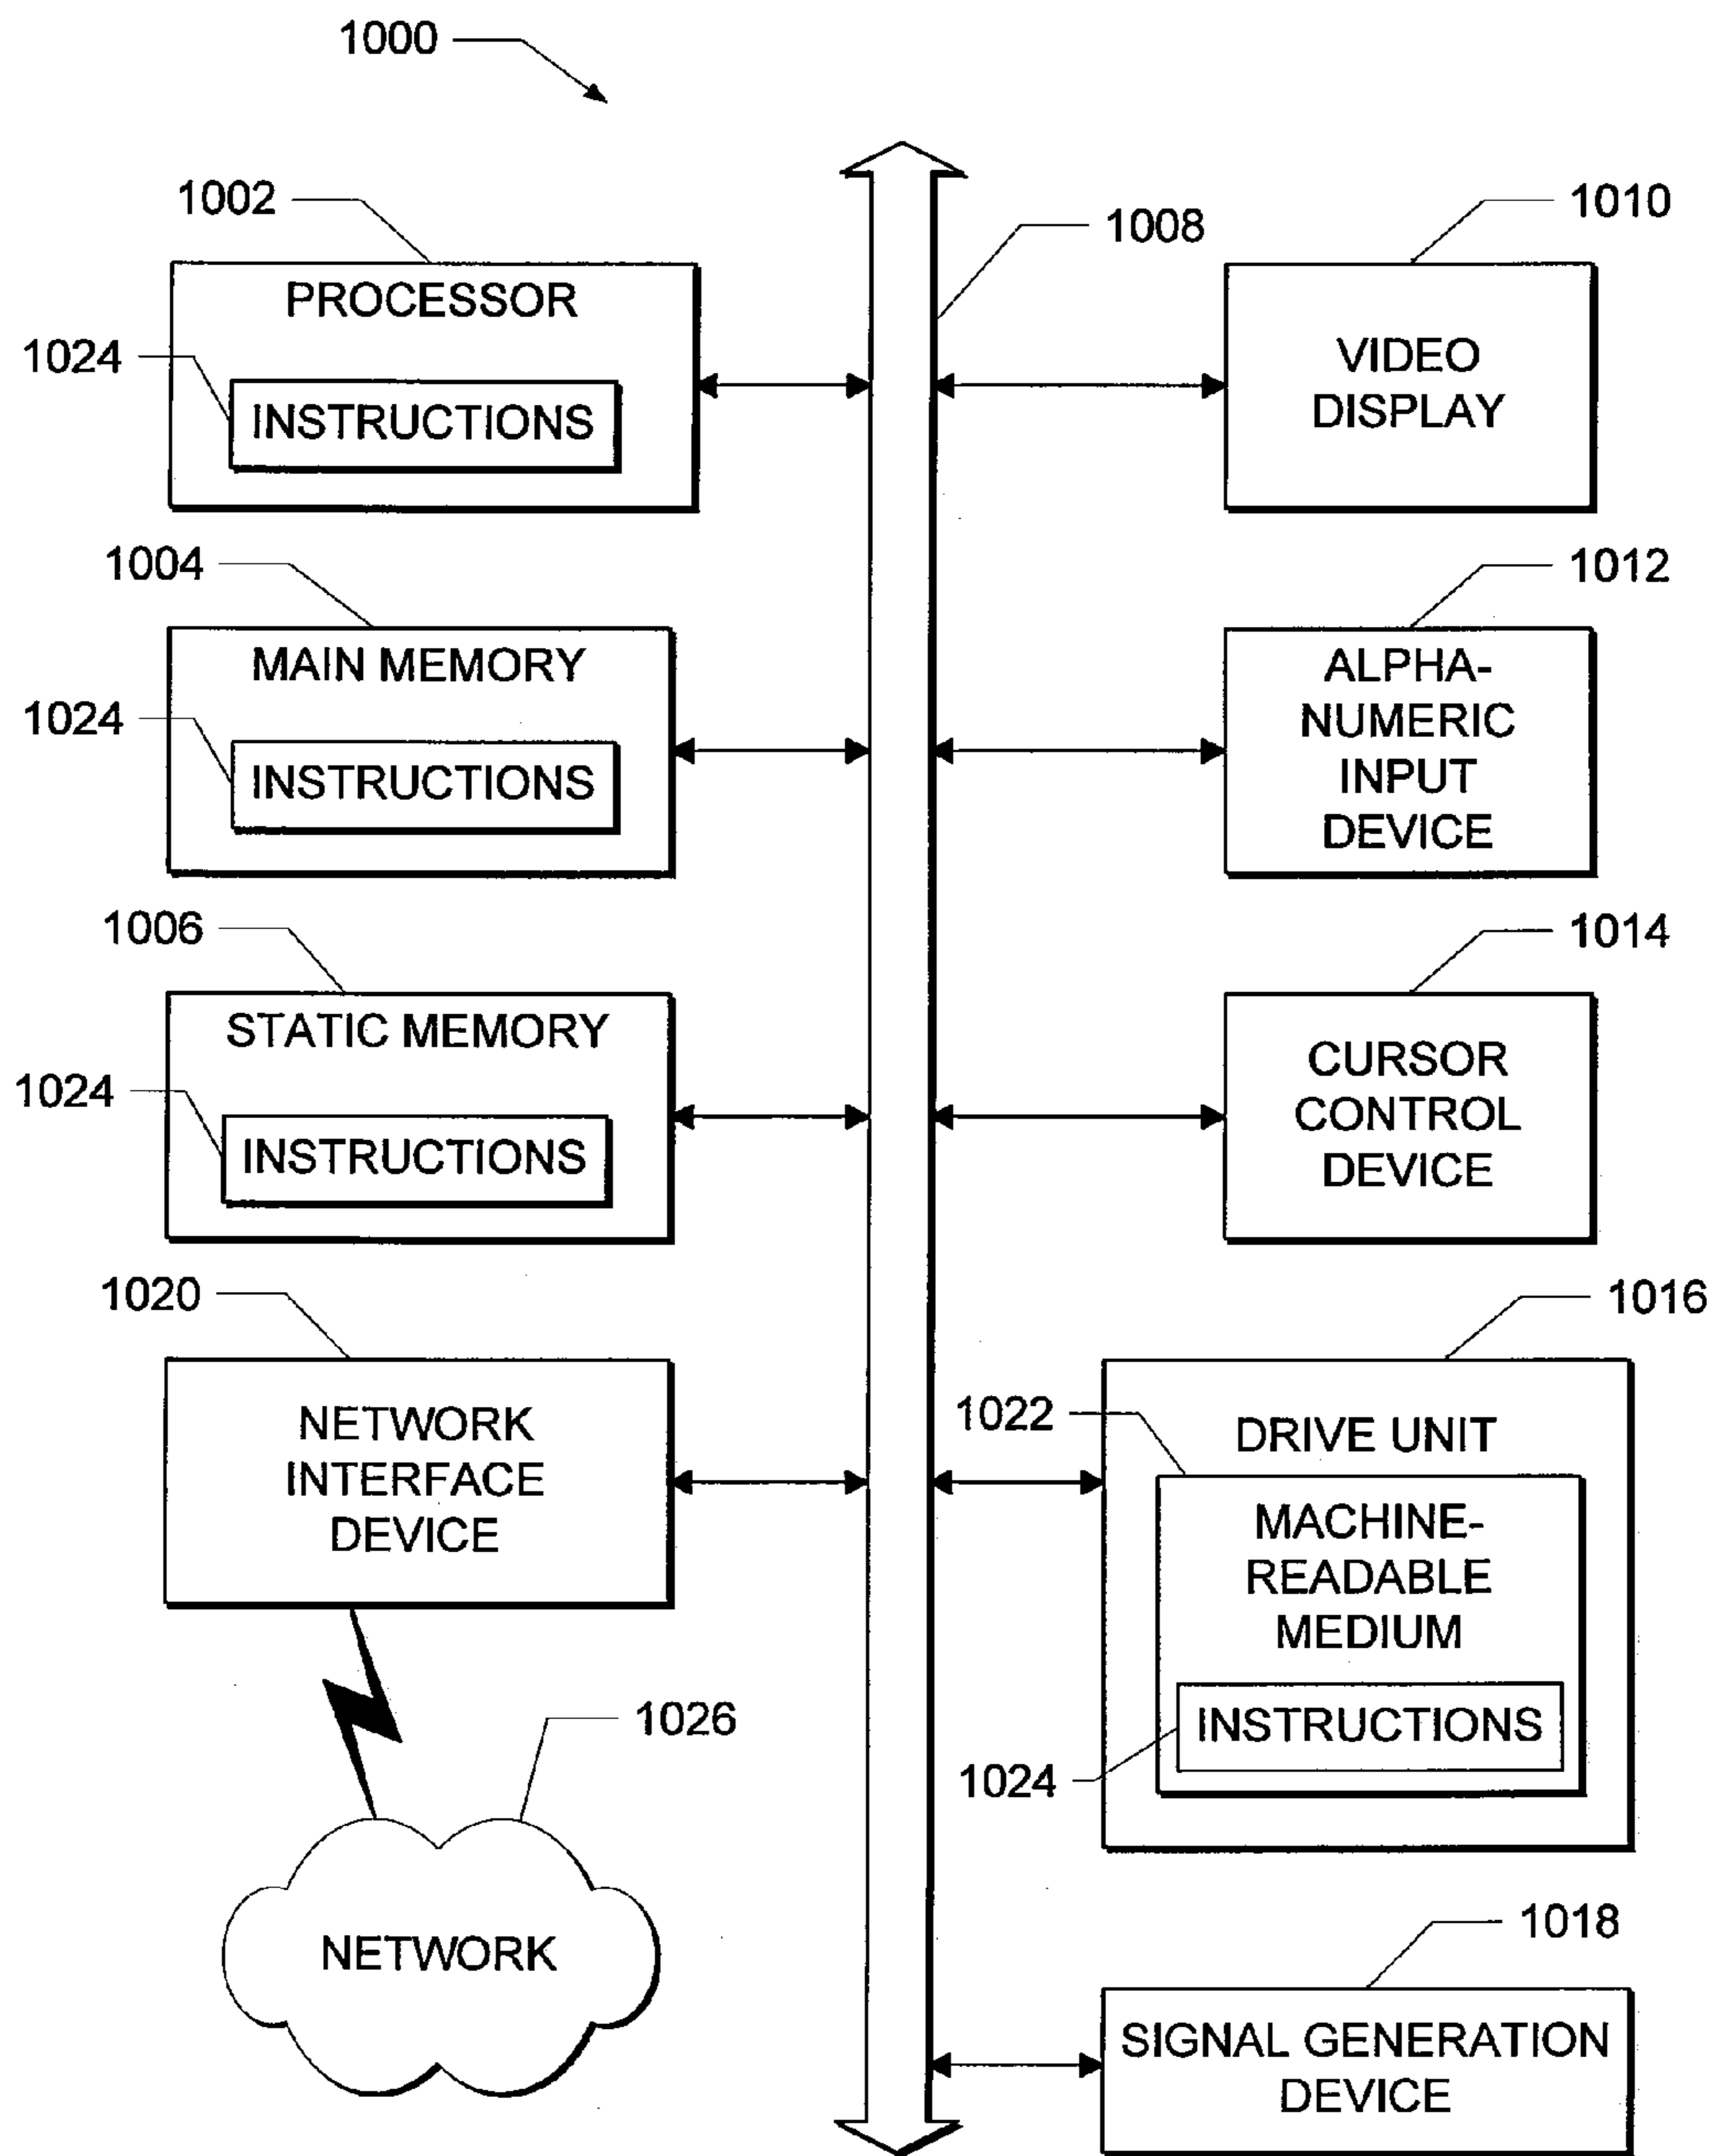 1000
1002
PROCESSOR
1024
INSTRUCTIONS
1004
MAIN MEMORY
1024
INSTRUCTIONS
1006
STATIC MEMORY
1024
INSTRUCTIONS
1020
NETWORK
INTERFACE
DEVICE
1026
NETWORK
1008
1010
VIDEO
DISPLAY
1012
ALPHA-
NUMERIC
INPUT
DEVICE
1014
CURSOR
CONTROL
DEVICE
1016
DRIVE UNIT
1022
MACHINE-
READABLE
MEDIUM
INSTRUCTIONS
1024
1018
SIGNAL GENERATION
DEVICE